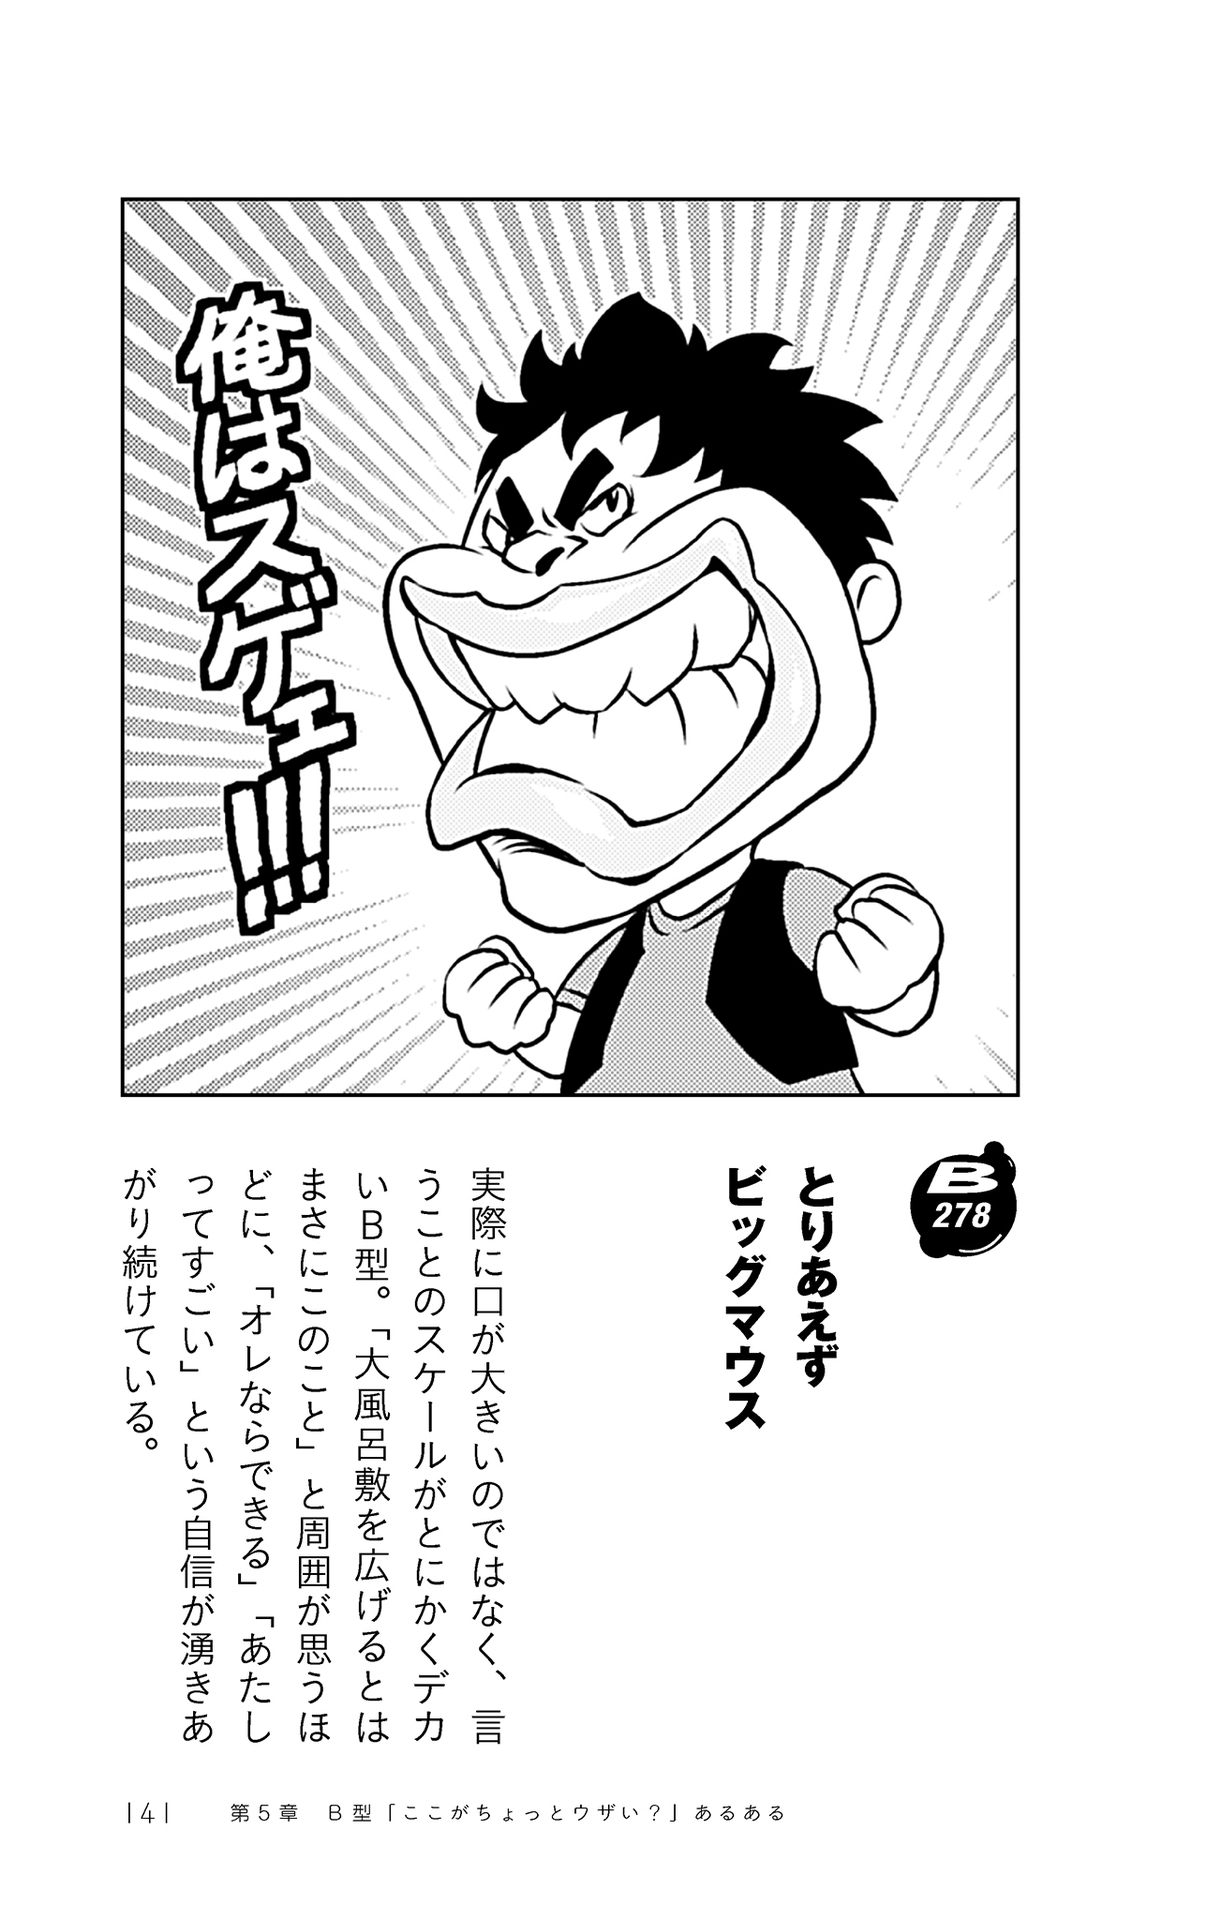 俺はスゲェ!!!
B
278
とりあえず
ビッグマウス
実際に口が大きいのではなく、言
うことのスケールがとにかくデカ
いB型。「大風呂敷を広げるとは
まさにこのこと」と周囲が思うほ
どに、「オレならできる」「あたし
ってすごい」という自信が湧きあ
がり続けている。
141 第5章 B型「ここがちょっとウザい?」あるある